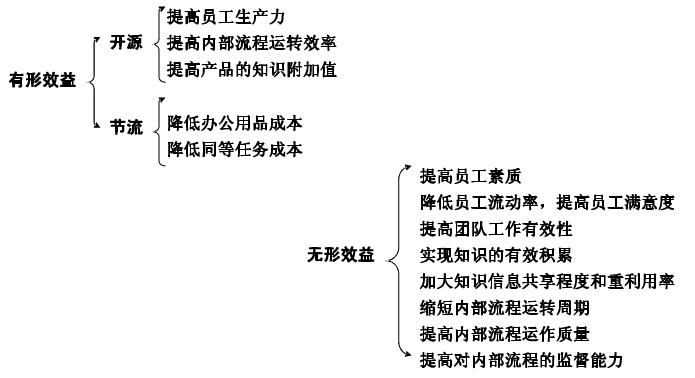 有形效益
开源
提高员工生产力
提高内部流程运转效率
提高产品的知识附加值
节流
降低办公用品成本
降低同等任务成本
无形效益
提高员工素质
降低员工流动率，提高员工满意度
提高团队工作有效性
实现知识的有效积累
加大知识信息共享程度和重利用率
缩短内部流程运转周期
提高内部流程运作质量
提高对内部流程的监督能力